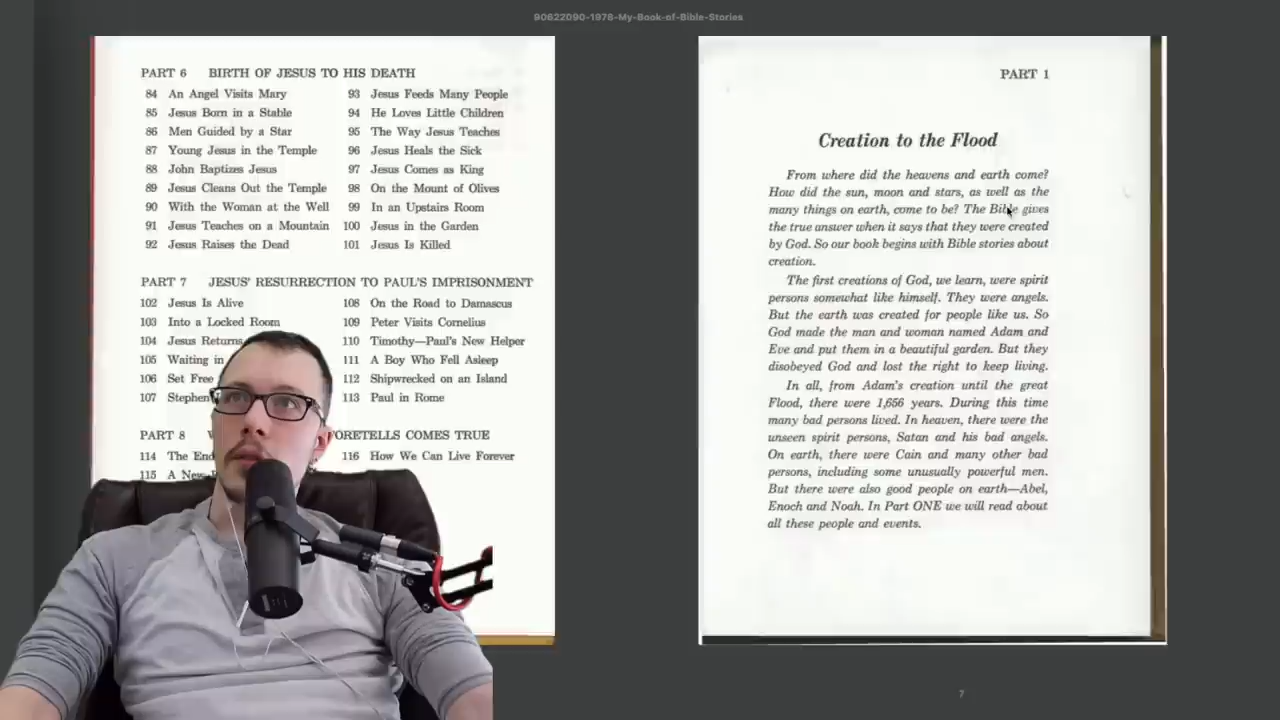 90622090-1978-My-Book-of-Bible-Stories
PART 6 BIRTH OF JESUS TO HIS DEATH
84 An Angel Visits Mary
85 Jesus Born in a Stable
86 Men Guided by a Star
87 Young Jesus in the Temple
88 John Baptizes Jesus
89 Jesus Cleans Out the Temple
90 With the Woman at the Well
91 Jesus Teaches on a Mountain
92 Jesus Raises the Dead
93 Jesus Feeds Many People
94 He Loves Little Children
95 The Way Jesus Teaches
96 Jesus Heals the Sick
97 Jesus Comes as King
98 On the Mount of Olives
99 In an Upstairs Room
100 Jesus in the Garden
101 Jesus Is Killed
PART 7 JESUS' RESURRECTION TO PAUL'S IMPRISONMENT
102 Jesus Is Alive
103 Into a Locked Room
104 Jesus Returns
105 Waiting in
106 Set Free
107 Stephen
108 On the Road to Damascus
109 Peter Visits Cornelius
110 Timothy—Paul's New Helper
111 A Boy Who Fell Asleep
112 Shipwrecked on an Island
113 Paul in Rome
PART 8 ORETELLS COMES TRUE
114 The End
115 A New
116 How We Can Live Forever
PART 1
Creation to the Flood
From where did the heavens and earth come?
How did the sun, moon and stars, as well as the
many things on earth, come to be? The Bible gives
the true answer when it says that they were created
by God. So our book begins with Bible stories about
creation.
The first creations of God, we learn, were spirit
persons somewhat like himself. They were angels.
But the earth was created for people like us. So
God made the man and woman named Adam and
Eve and put them in a beautiful garden. But they
disobeyed God and lost the right to keep living.
In all, from Adam's creation until the great
Flood, there were 1,656 years. During this time
many bad persons lived. In heaven, there were the
unseen spirit persons, Satan and his bad angels.
On earth, there were Cain and many other bad
persons, including some unusually powerful men.
But there were also good people on earth—Abel,
Enoch and Noah. In Part ONE we will read about
all these people and events.
7